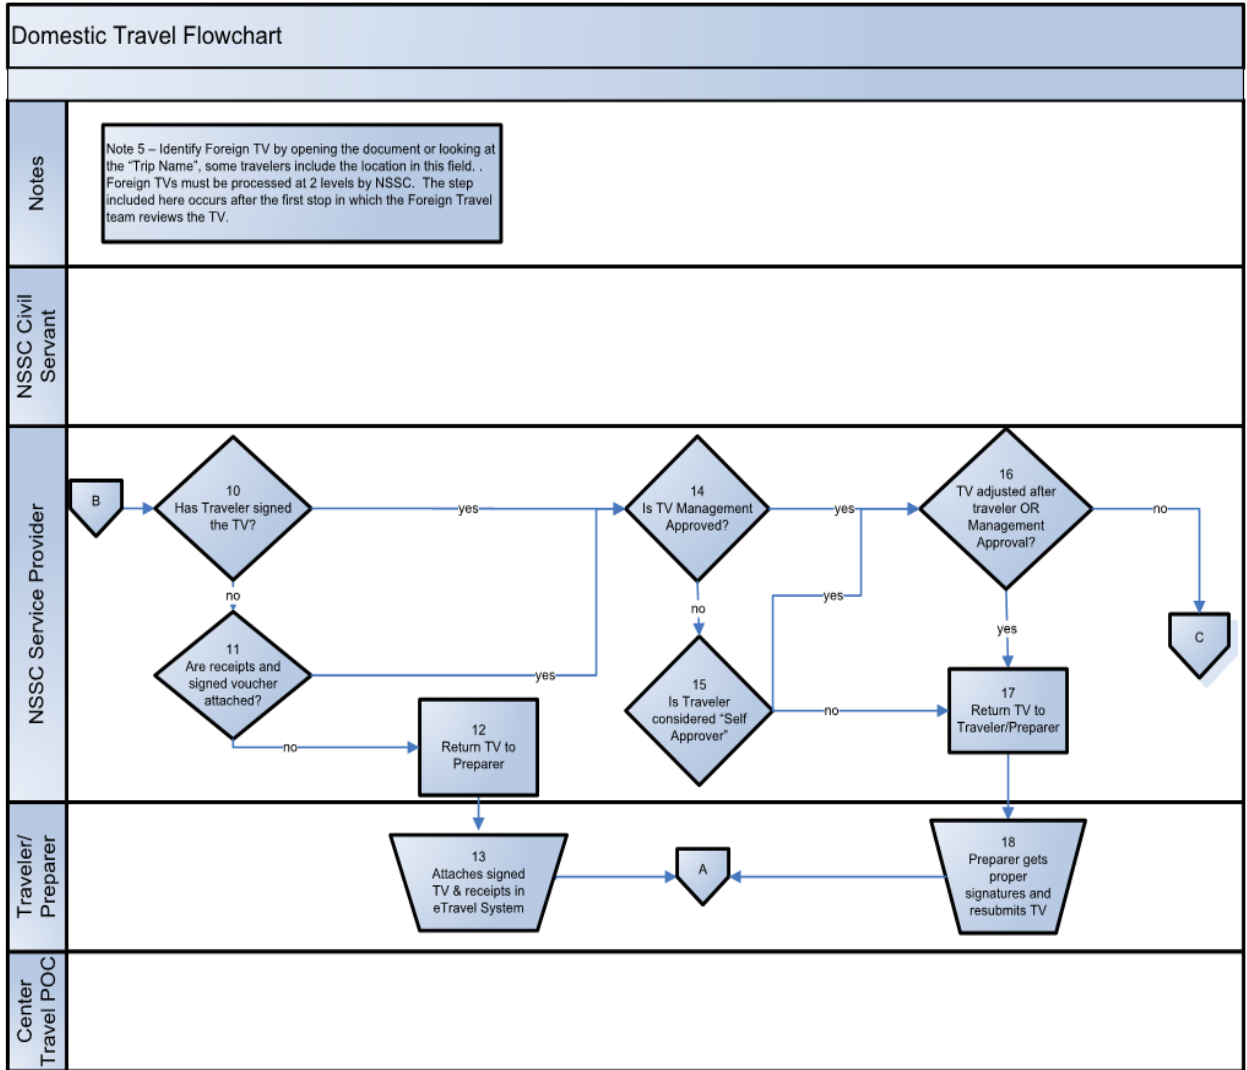 Domestic Travel Flowchart
Notes
Note 5 – Identify Foreign TV by opening the document or looking at
the “Trip Name”, some travelers include the location in this field. .
Foreign TVs must be processed at 2 levels by NSSC.  The step
included here occurs after the first stop in which the Foreign Travel
team reviews the TV.
NSSC Civil
Servant
NSSC Service Provider
B
10
Has Traveler signed
the TV?
yes
no
11
Are receipts and
signed voucher
attached?
yes
no
12
Return TV to
Preparer
14
Is TV Management
Approved?
yes
no
15
Is Traveler
considered “Self
Approver”
yes
no
16
TV adjusted after
traveler OR
Management
Approval?
no
yes
C
17
Return TV to
Traveler/Preparer
Traveler/
Preparer
13
Attaches signed
TV & receipts in
eTravel System
A
18
Preparer gets
proper
signatures and
resubmits TV
Center
Travel POC